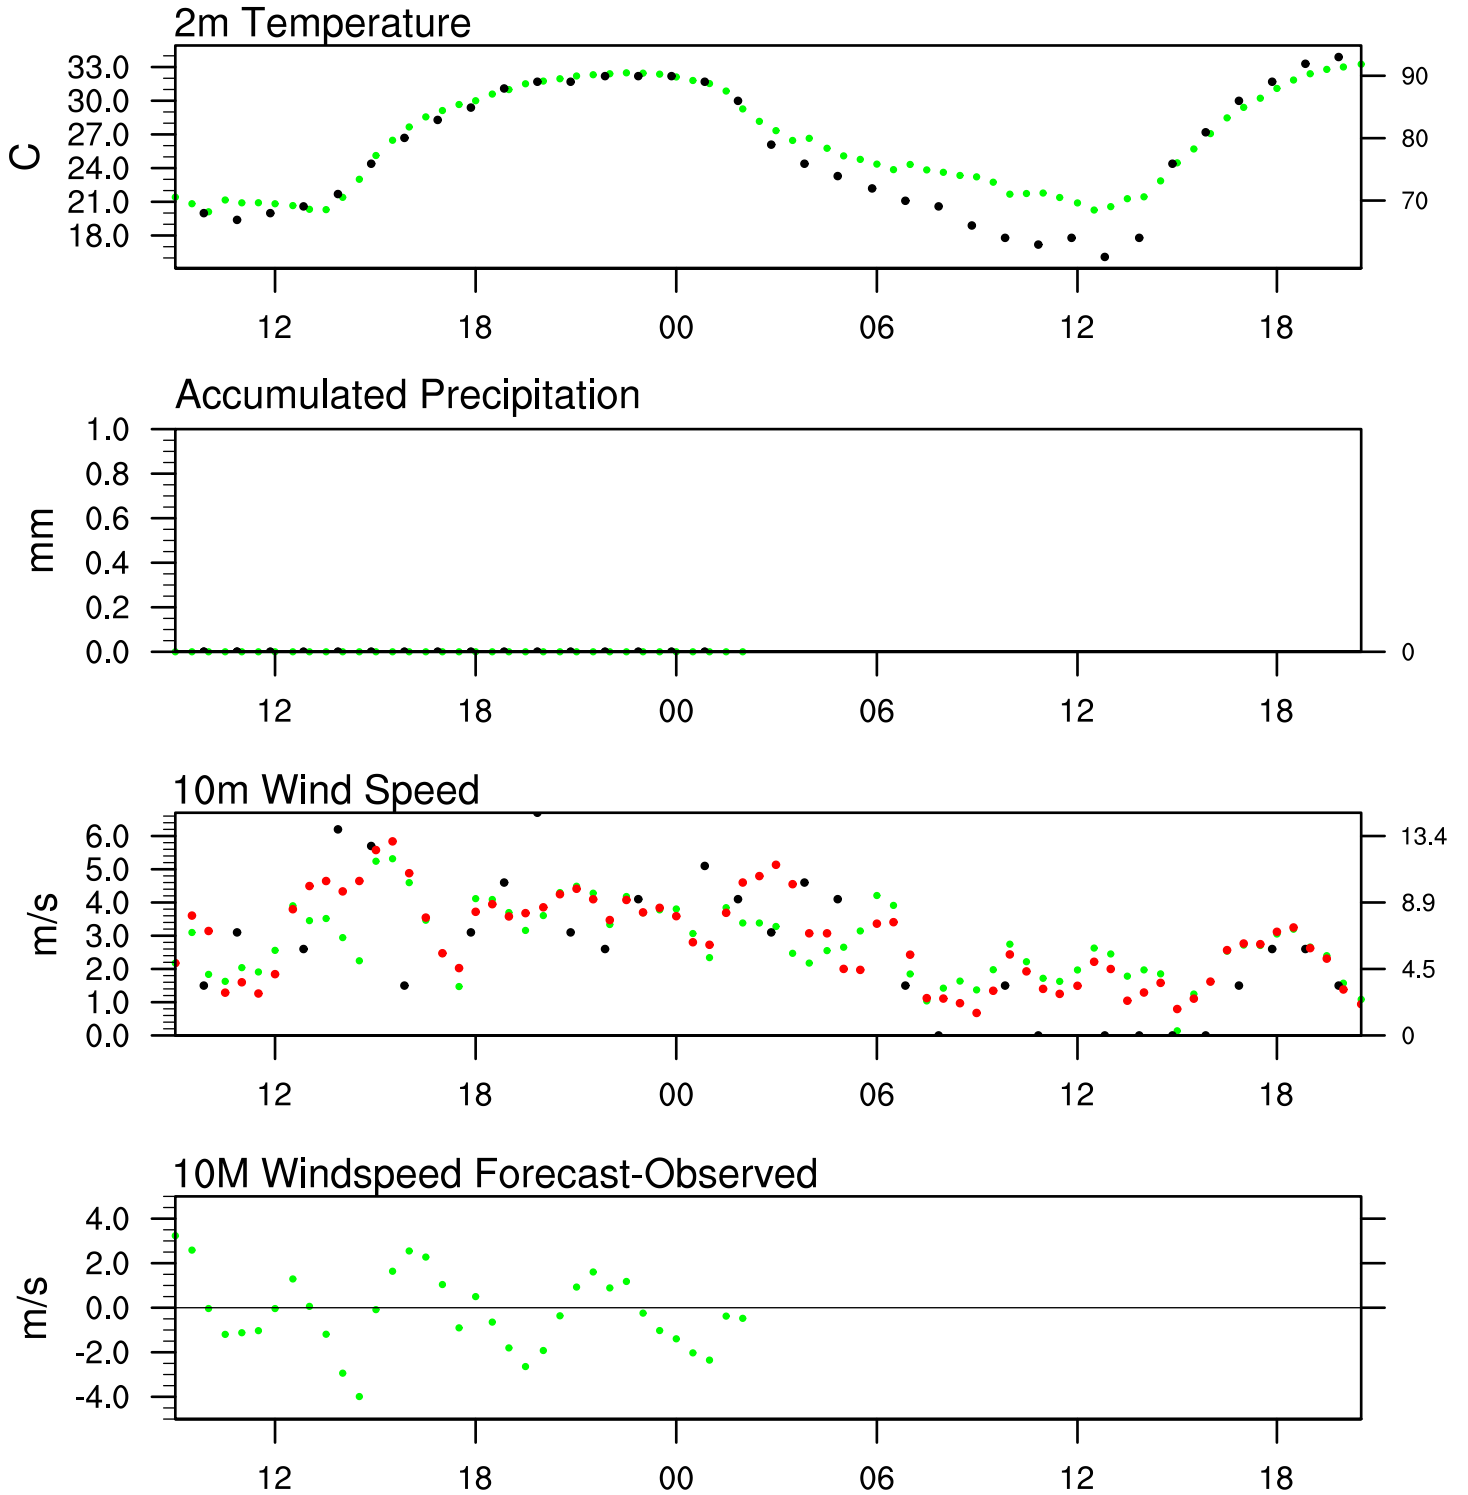 2m Temperature
33.0
30.0
27.0
24.0
21.0
18.0
C
90
80
70
12 18 00 06 12 18
Accumulated Precipitation
1.0
0.8
0.6
0.4
0.2
0.0
mm
0
12 18 00 06 12 18
10m Wind Speed
6.0
5.0
4.0
3.0
2.0
1.0
0.0
m/s
13.4
8.9
4.5
0
12 18 00 06 12 18
10M Windspeed Forecast-Observed
4.0
2.0
0.0
-2.0
-4.0
m/s
12 18 00 06 12 18